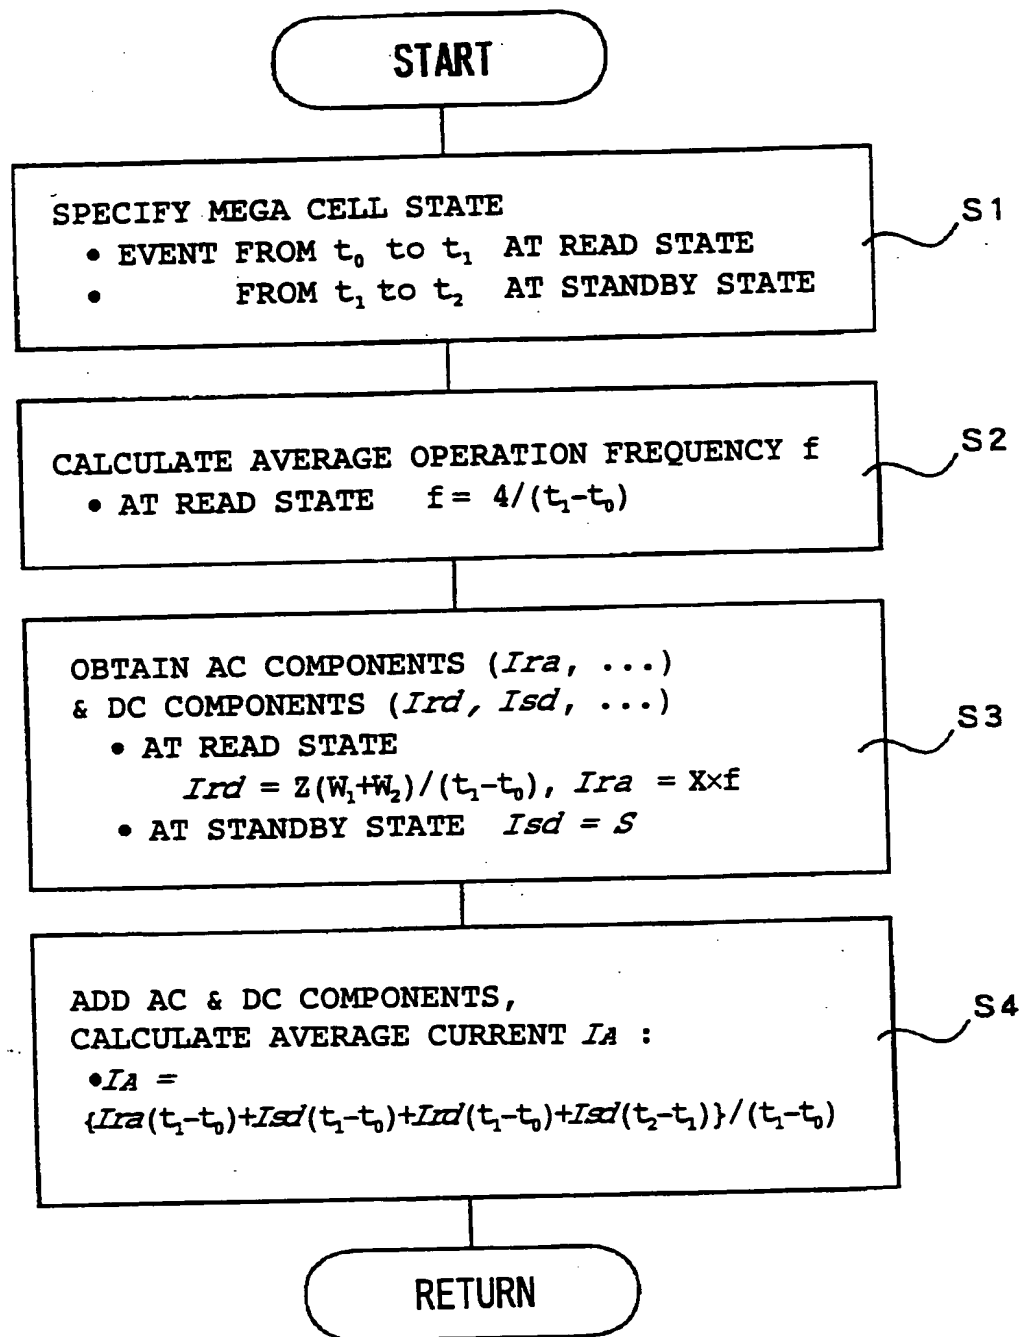 START
SPECIFY MEGA CELL STATE
• EVENT FROM t₀ to t₁ AT READ STATE
• FROM t₁ to t₂ AT STANDBY STATE
S1
CALCULATE AVERAGE OPERATION FREQUENCY f
• AT READ STATE f = 4/(t₁-t₀)
S2
OBTAIN AC COMPONENTS (Ira, ...)
& DC COMPONENTS (Ird, Isd, ...)
• AT READ STATE
Ird = Z(W₁+W₂)/(t₁-t₀), Ira = X×f
• AT STANDBY STATE Isd = S
S3
ADD AC & DC COMPONENTS,
CALCULATE AVERAGE CURRENT IA :
•IA =
{Ira(t₁-t₀)+Isd(t₁-t₀)+Ird(t₁-t₀)+Isd(t₂-t₁)}/(t₁-t₀)
S4
RETURN